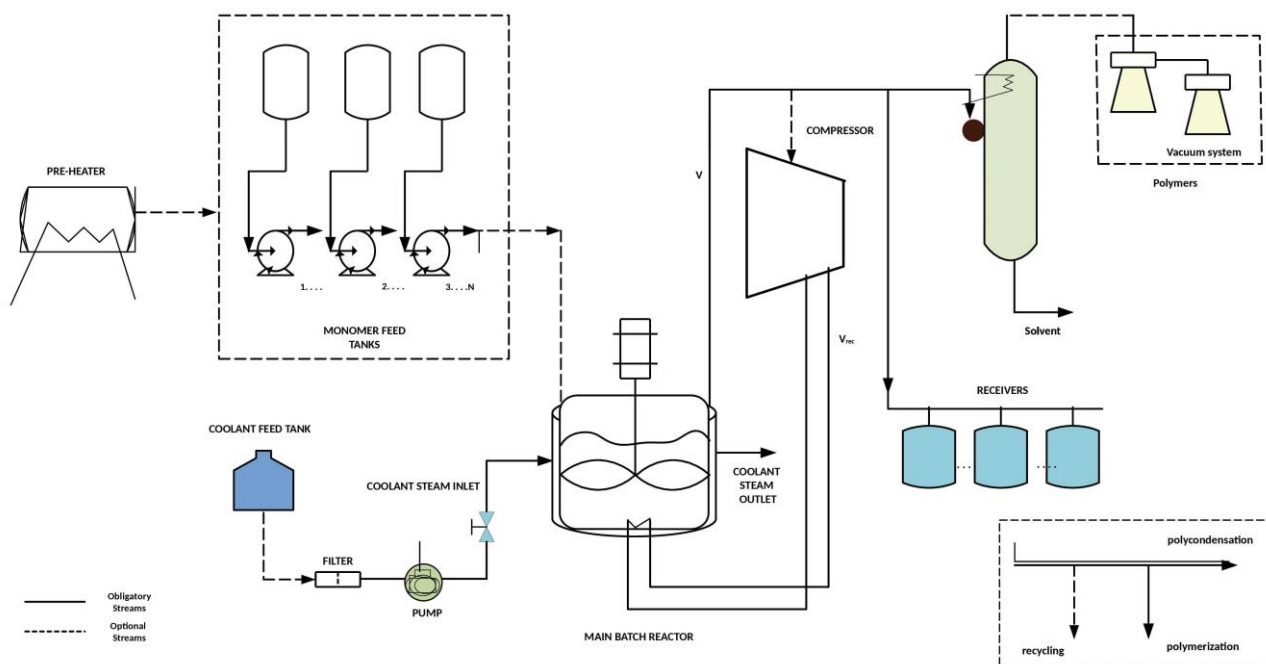 PRE-HEATER
1. . . .
2. . . .
3. . . .N
MONOMER FEED
TANKS
COMPRESSOR
V
Vrec
Vacuum system
Polymers
Solvent
RECEIVERS
COOLANT FEED TANK
COOLANT STEAM INLET
COOLANT
STEAM
OUTLET
FILTER
PUMP
MAIN BATCH REACTOR
Obligatory
Streams
Optional
Streams
polycondensation
recycling
polymerization